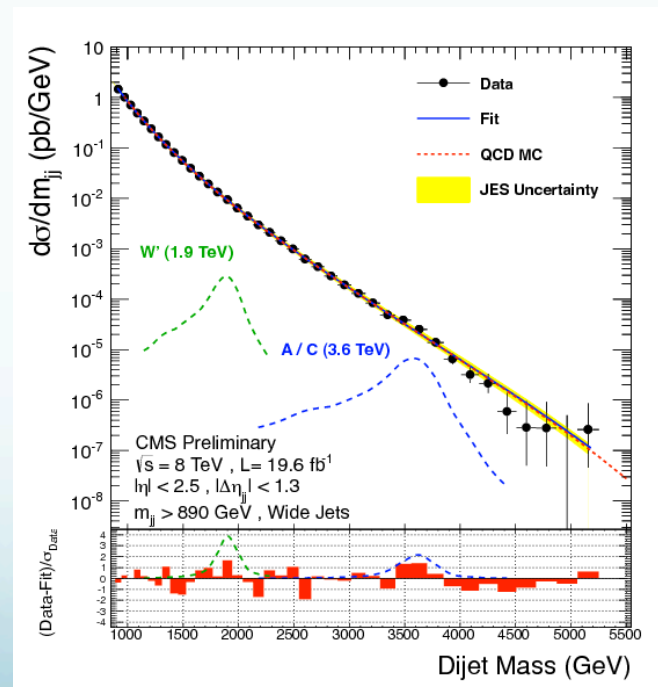 10
1
10⁻¹
10⁻²
10⁻³
10⁻⁴
10⁻⁵
10⁻⁶
10⁻⁷
10⁻⁸
dσ/dm_jj (pb/GeV)
Data
Fit
QCD MC
JES Uncertainty
W' (1.9 TeV)
A / C (3.6 TeV)
CMS Preliminary
√s = 8 TeV , L= 19.6 fb⁻¹
|η| < 2.5 , |Δη_jj| < 1.3
m_jj > 890 GeV , Wide Jets
(Data-Fit)/σ_Data
4
3
2
1
0
-1
-2
-3
-4
1000 1500 2000 2500 3000 3500 4000 4500 5000 5500
Dijet Mass (GeV)